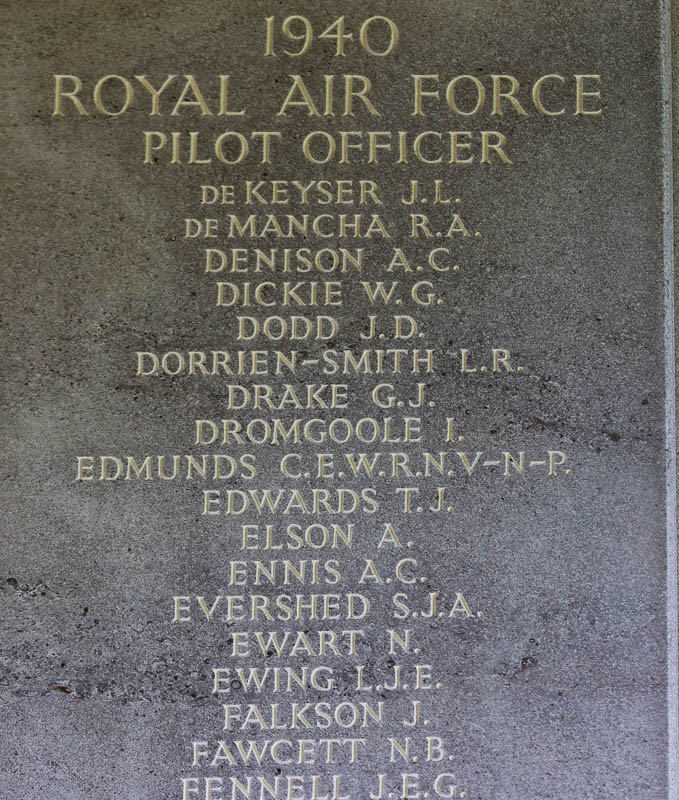 1940
ROYAL AIR FORCE
PILOT OFFICER
DE KEYSER J.L.
DE MANCHA R.A.
DENISON A.C.
DICKIE W.G.
DODD J.D.
DORRIEN-SMITH L.R.
DRAKE G.J.
DROMGOOLE I.
EDMUNDS C.E.W.R.N.V-N-P.
EDWARDS T.J.
ELSON A.
ENNIS A.C.
EVERSHED S.J.A.
EWART N.
EWING L.J.E.
FALKSON J.
FAWCETT N.B.
FENNELL J.E.G.